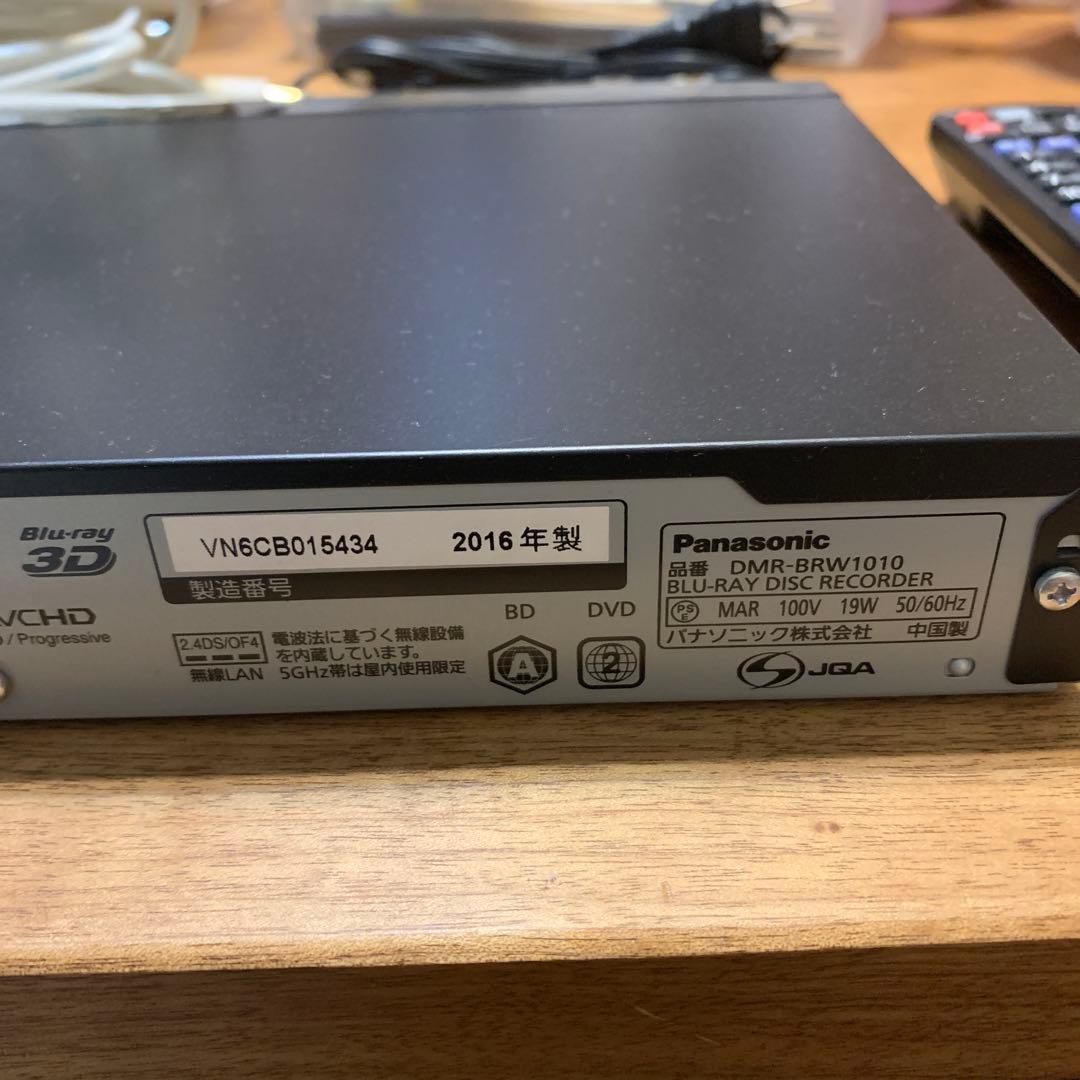 Blu-ray
3D
VCHD
/ Progressive
VN6CB015434 2016年製
製造番号
2.4DS/OF4
無線LAN
電波法に基づく無線設備
を内蔵しています。
5GHz帯は屋内使用限定
BD DVD
A 2
Panasonic
品番 DMR-BRW1010
BLU-RAY DISC RECORDER
PSE MAR 100V 19W 50/60Hz
パナソニック株式会社 中国製
JQA